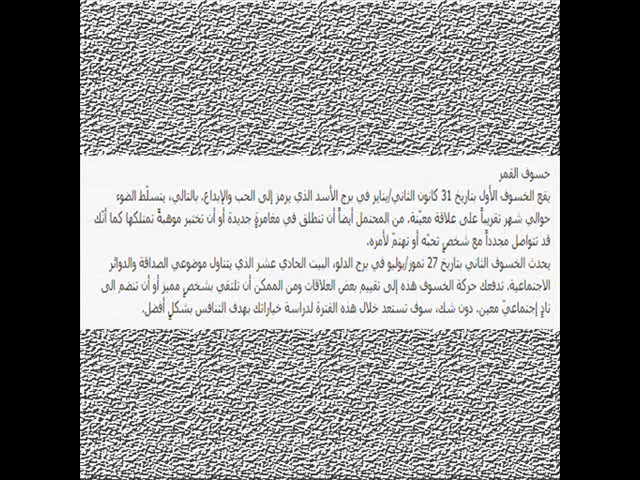 خسوف القمر
يقع الخسوف الأول بتاريخ 31 كانون الثاني/يناير في برج الأسد الذي يرمز إلى الحب والإبداع. بالتالي، يتسلّط الضوء
حوالي شهر تقريباً على علاقة معيّنة. من المحتمل أيضاً أن تنطلق في مغامرةٍ جديدة أو أن تختبر موهبةً تمتلكها كما أنّك
قد تتواصل مجدداً مع شخصٍ تحبّه أو تهتمّ لأمره.
يحدث الخسوف الثاني بتاريخ 27 تموز/يوليو في برج الدلو، البيت الحادي عشر الذي يتناول موضوعي الصداقة والدوائر
الاجتماعية. تدفعك حركة الخسوف هذه إلى تقييم بعض العلاقات ومن الممكن أن تلتقي بشخصٍ مميز أو أن تنضم الى
نادٍ إجتماعيّ معين. دون شك، سوف تستعد خلال هذه الفترة لدراسة خياراتك بهدف التنافس بشكلٍ أفضل.